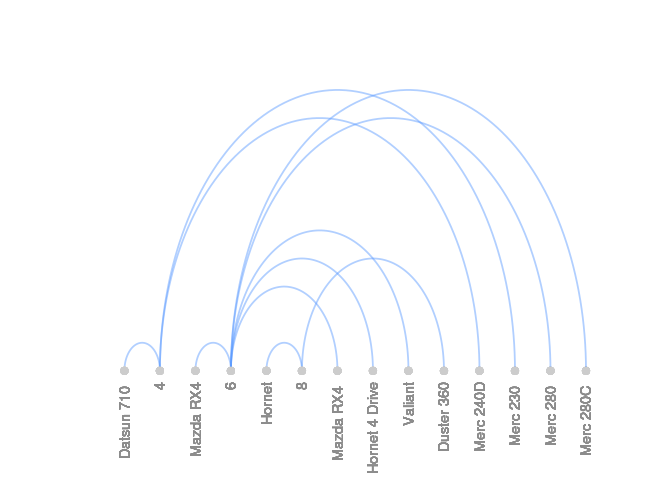 Datsun 710
4
Mazda RX4
6
Hornet
8
Mazda RX4
Hornet 4 Drive
Valiant
Duster 360
Merc 240D
Merc 230
Merc 280
Merc 280C